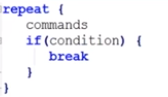 repeat {
commands
if(condition) {
break
}
}